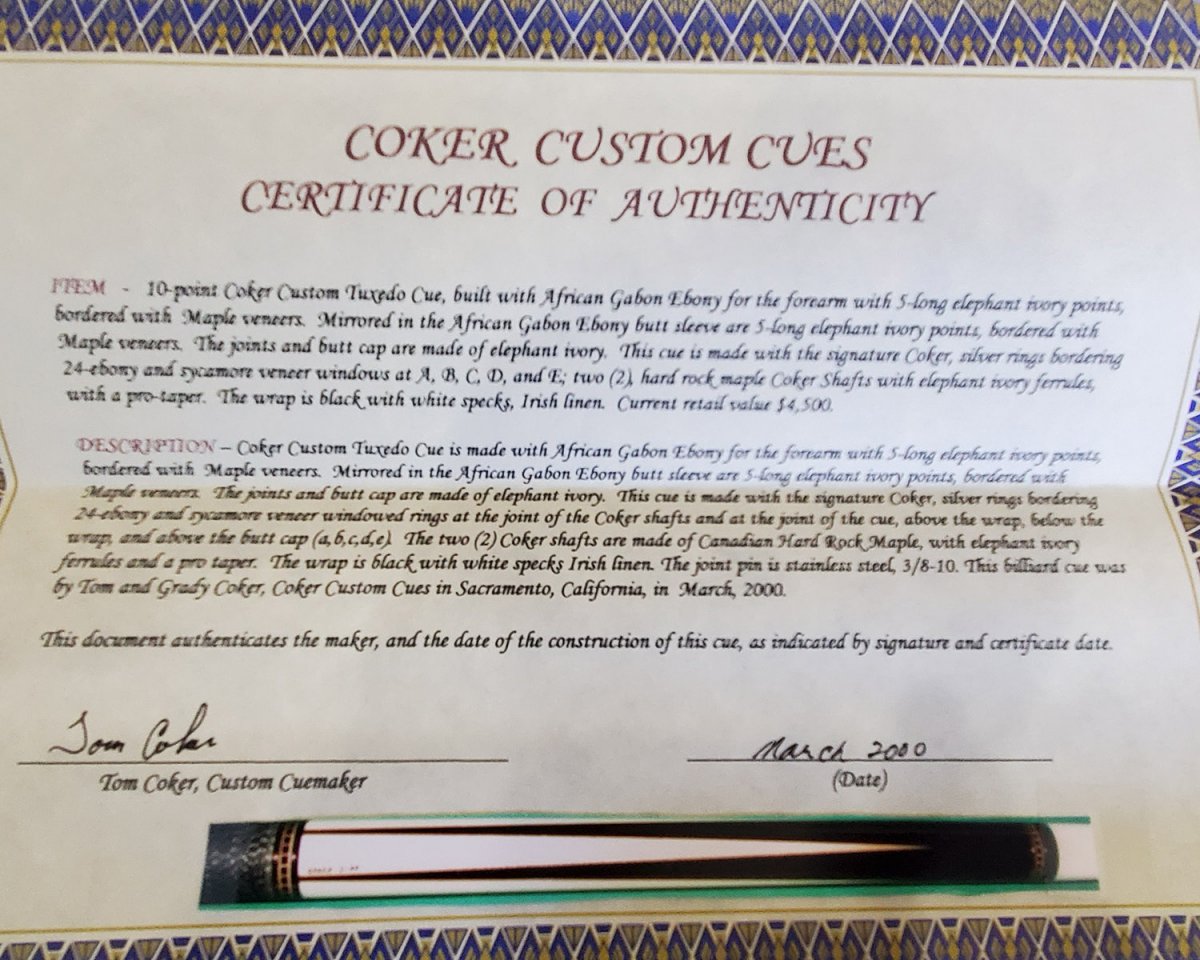 COKER CUSTOM CUES
CERTIFICATE OF AUTHENTICITY
ITEM - 10-point Coker Custom Tuxedo Cue, built with African Gabon Ebony for the forearm with 5-long elephant ivory points,
bordered with Maple veneers. Mirrored in the African Gabon Ebony butt sleeve are 5-long elephant ivory points, bordered with
Maple veneers. The joints and butt cap are made of elephant ivory. This cue is made with the signature Coker, silver rings bordering
24-ebony and sycamore veneer windows at A, B, C, D, and E; two (2), hard rock maple Coker Shafts with elephant ivory ferrules,
with a pro-taper. The wrap is black with white specks, Irish linen. Current retail value $4,500.
DESCRIPTION – Coker Custom Tuxedo Cue is made with African Gabon Ebony for the forearm with 5-long elephant ivory points,
bordered with Maple veneers. Mirrored in the African Gabon Ebony butt sleeve are 5-long elephant ivory points, bordered with
Maple veneers. The joints and butt cap are made of elephant ivory. This cue is made with the signature Coker, silver rings bordering
24-ebony and sycamore veneer windowed rings at the joint of the Coker shafts and at the joint of the cue, above the wrap, below the
wrap, and above the butt cap (a,b,c,d,e). The two (2) Coker shafts are made of Canadian Hard Rock Maple, with elephant ivory
ferrules and a pro taper. The wrap is black with white specks Irish linen. The joint pin is stainless steel, 3/8-10. This billiard cue was
by Tom and Grady Coker, Coker Custom Cues in Sacramento, California, in March, 2000.
This document authenticates the maker, and the date of the construction of this cue, as indicated by signature and certificate date.
Tom Coker March 2000
Tom Coker, Custom Cuemaker (Date)